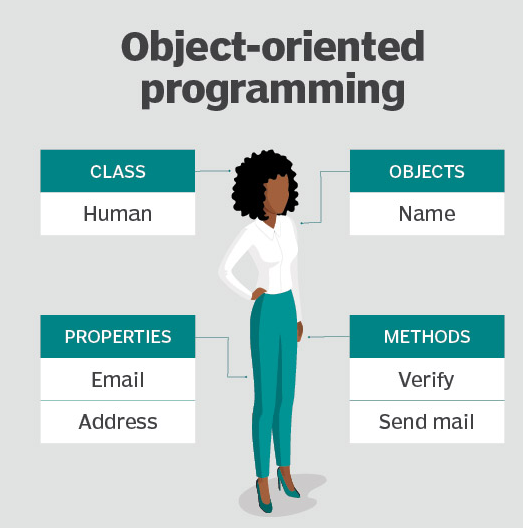 Object-oriented
programming
CLASS
Human
OBJECTS
Name
PROPERTIES
Email
Address
METHODS
Verify
Send mail